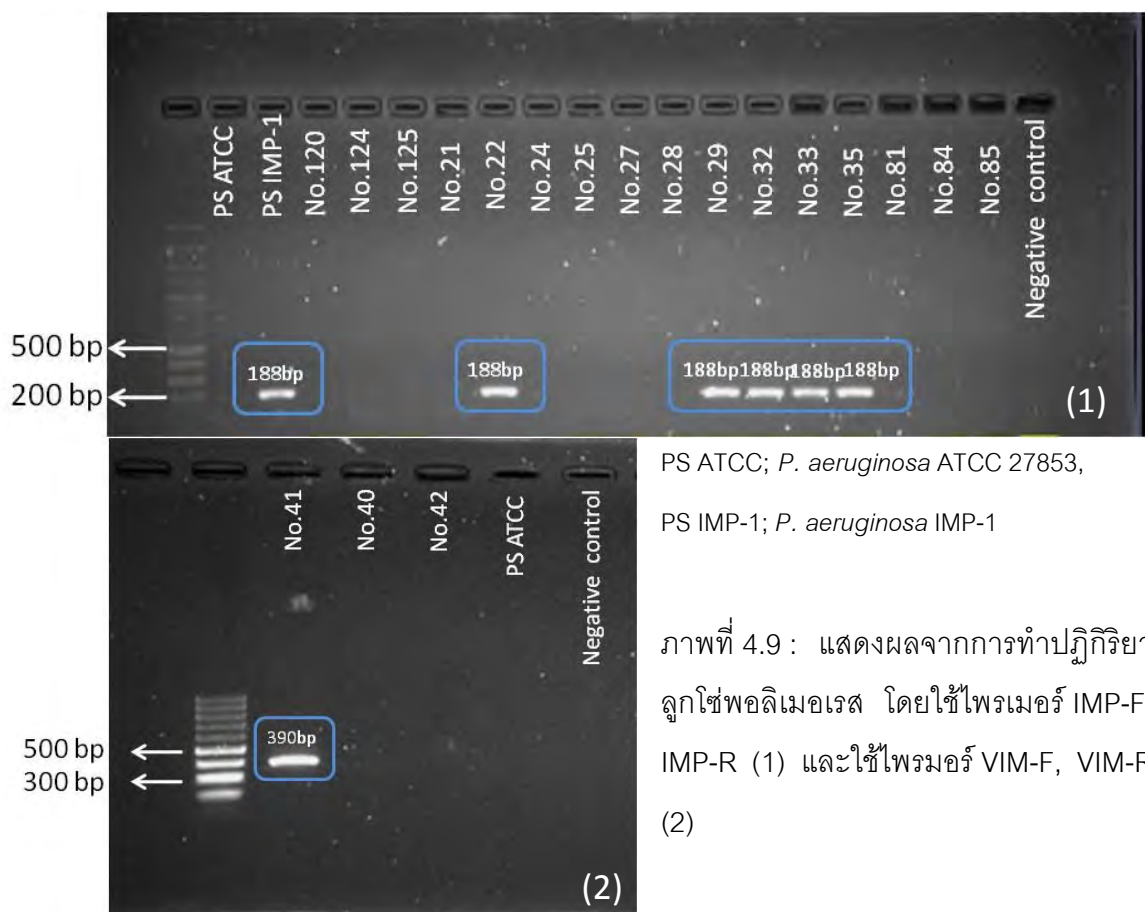 PS ATCC
PS IMP-1
No.120
No.124
No.125
No.21
No.22
No.24
No.25
No.27
No.28
No.29
No.32
No.33
No.35
No.81
No.84
No.85
Negative control
500 bp
200 bp
188bp
188bp
188bp
188bp
188bp
188bp
(1)
No.41
No.40
No.42
PS ATCC
Negative control
500 bp
300 bp
390bp
(2)
PS ATCC; P. aeruginosa ATCC 27853,
PS IMP-1; P. aeruginosa IMP-1
ภาพที่ 4.9 : แสดงผลจากการทำปฏิกิริยา
ลูกโซ่พอลิเมอเรส โดยใช้ไพรเมอร์ IMP-F
IMP-R (1) และใช้ไพรมอร์ VIM-F, VIM-R
(2)